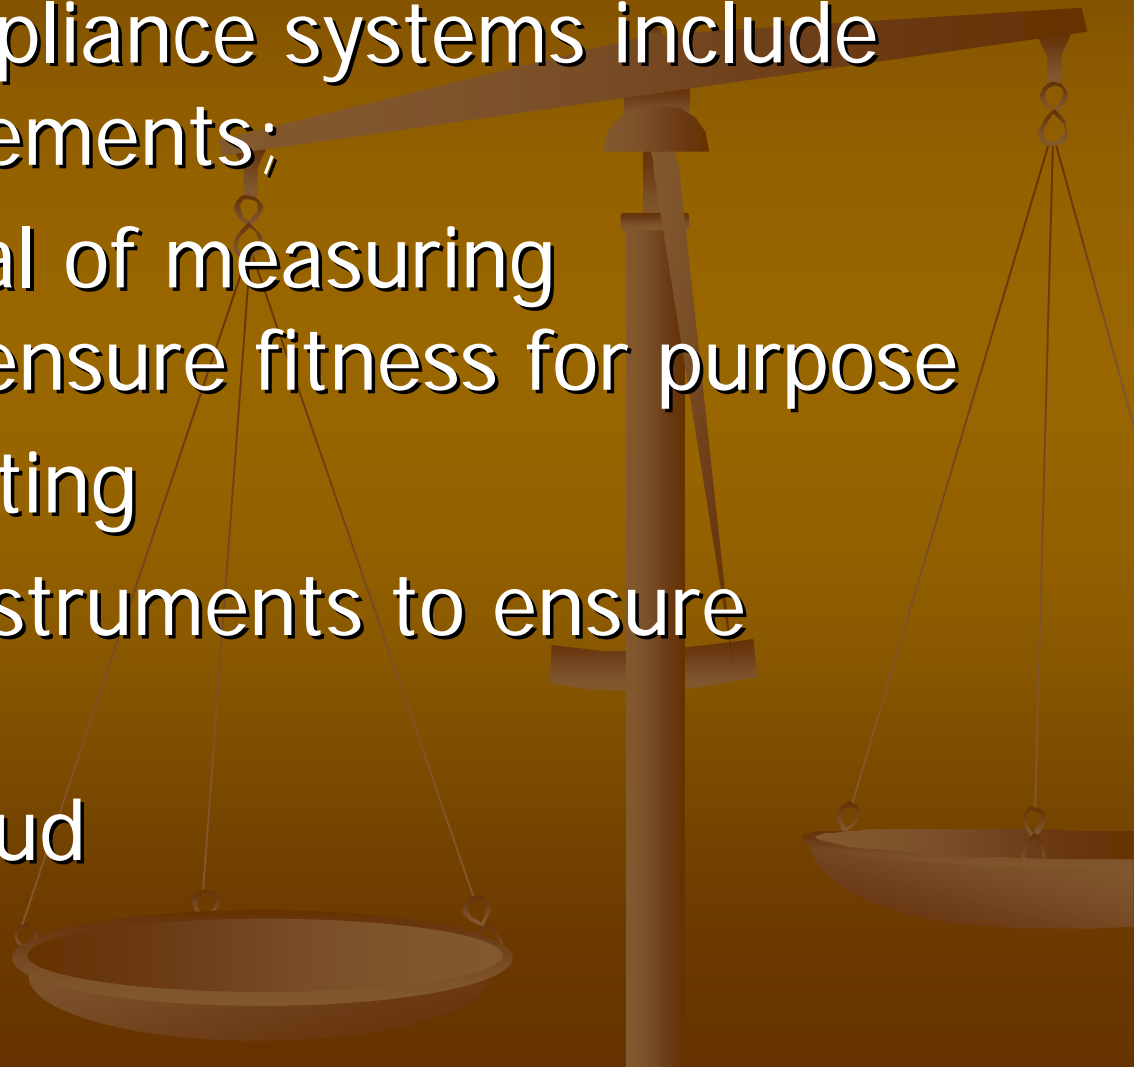 pliance systems include
ements;
al of measuring
ensure fitness for purpose
ting
struments to ensure
ud